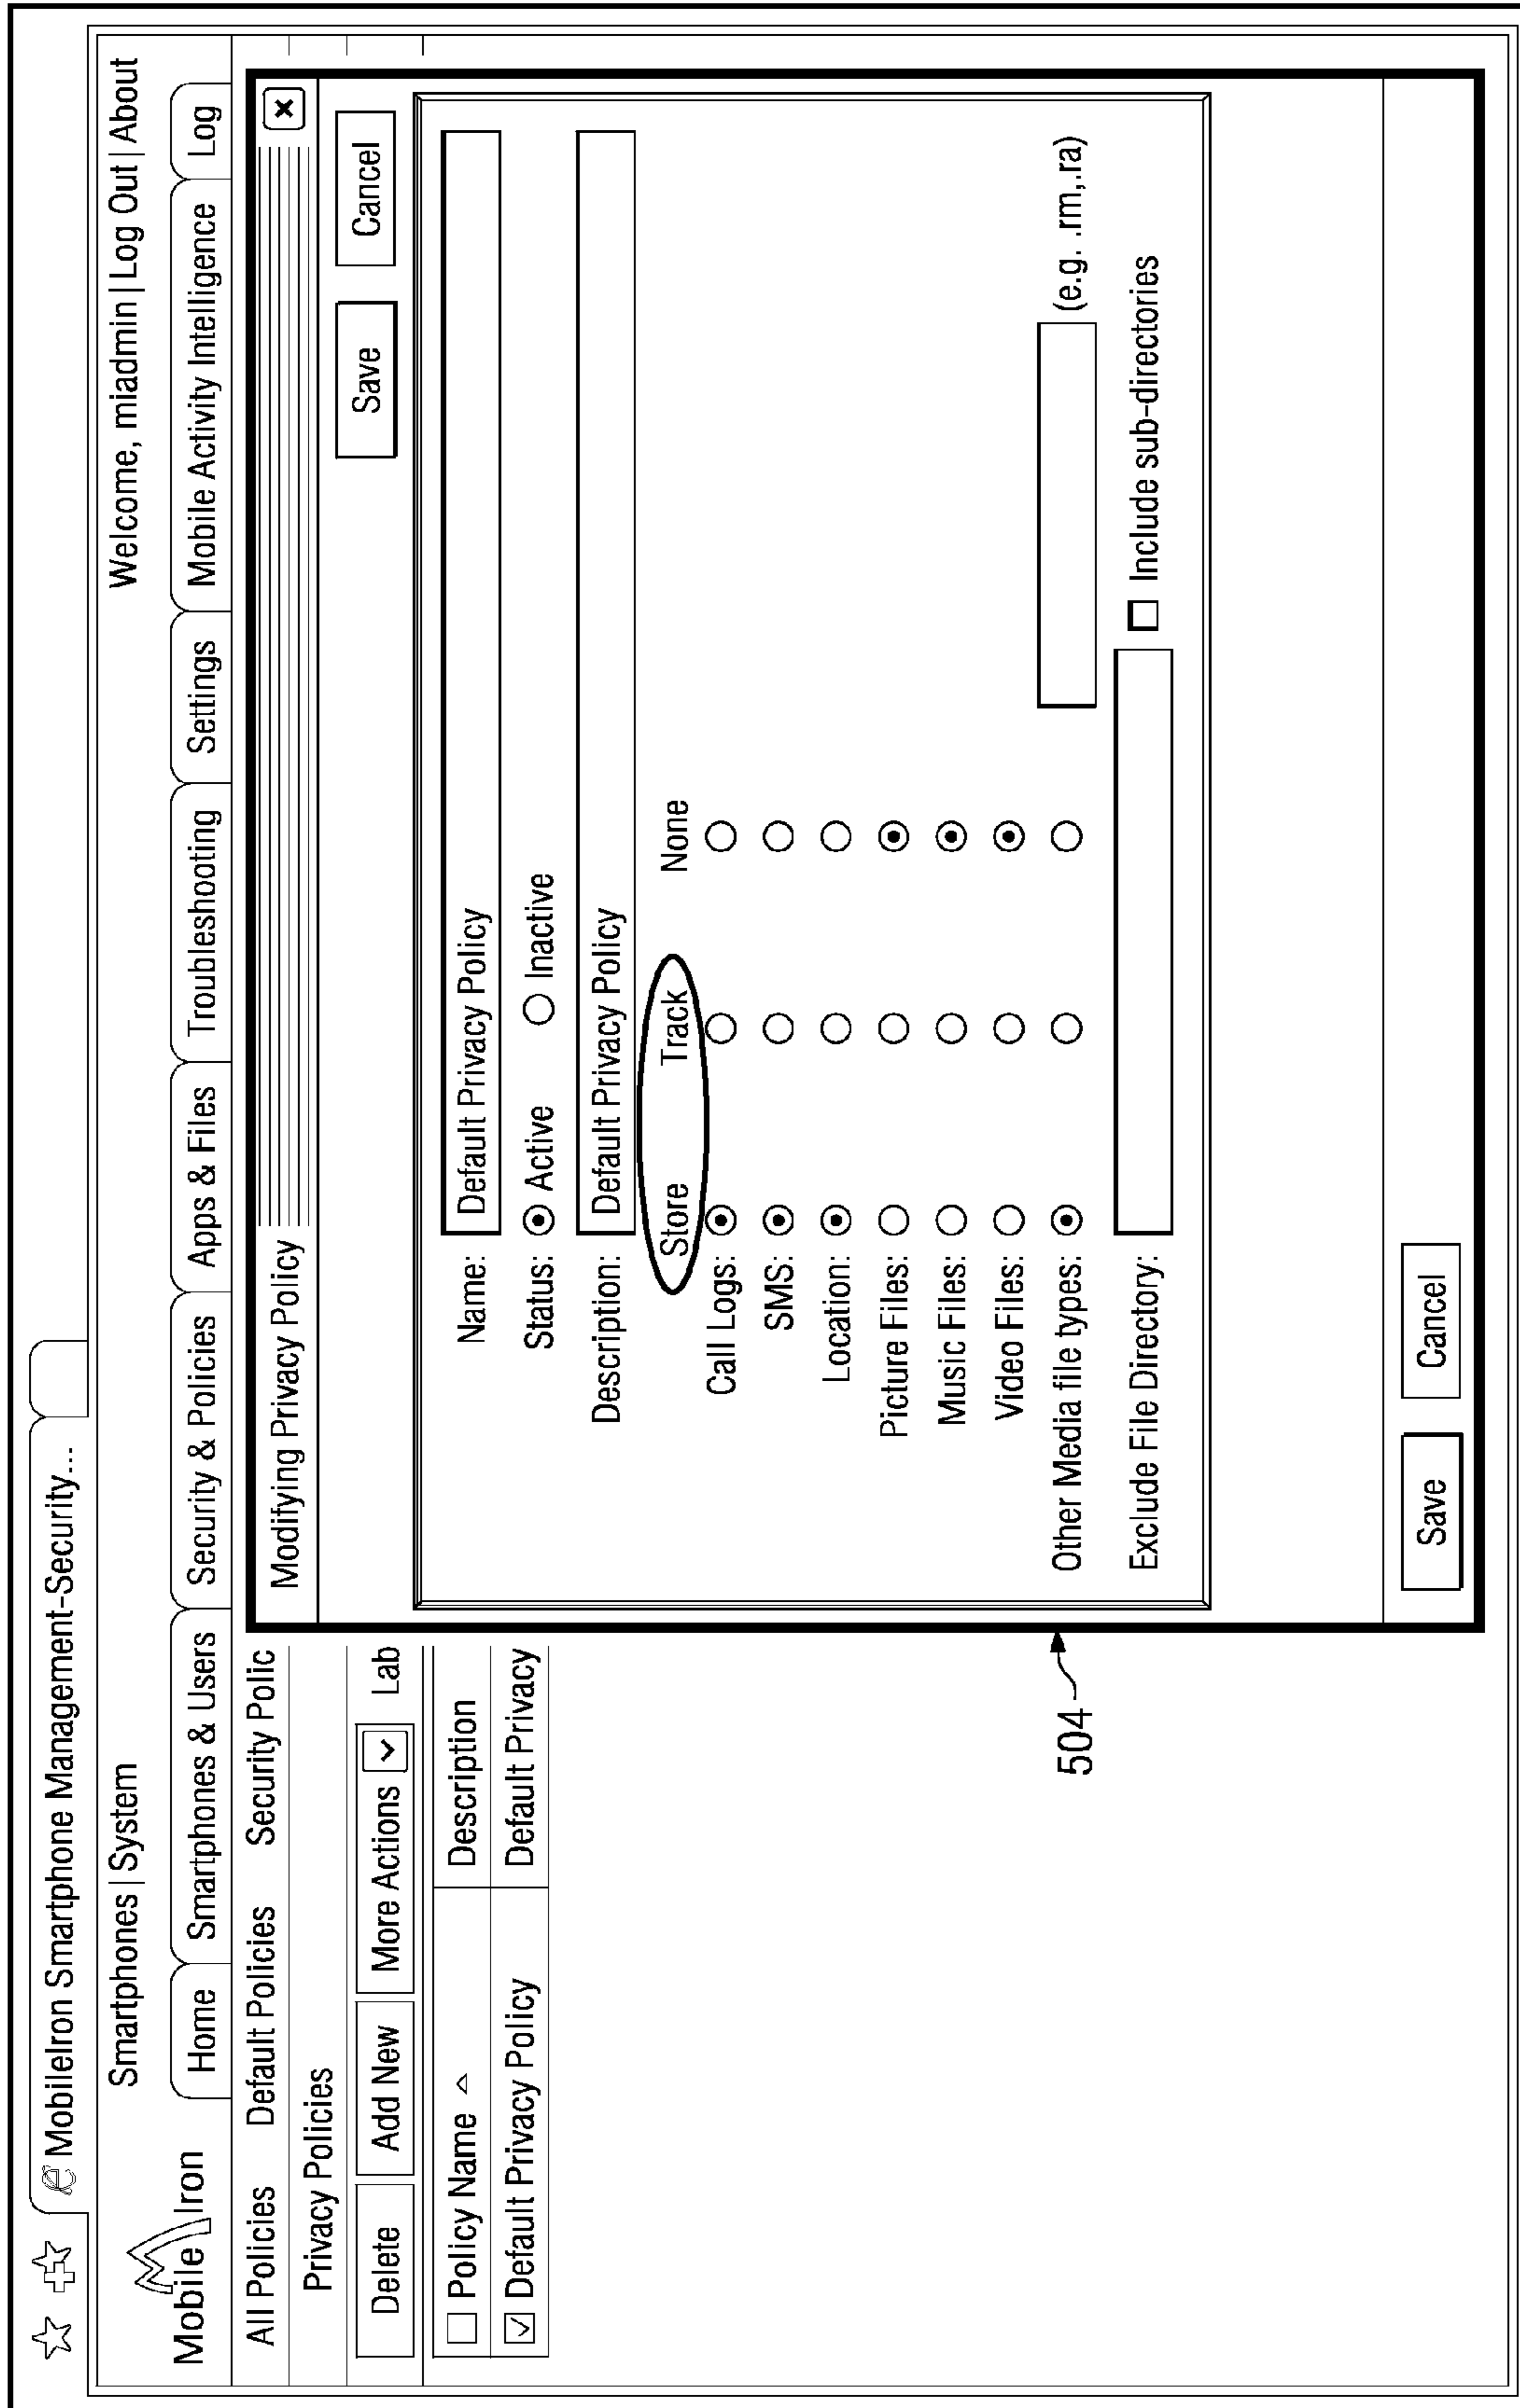 MobileIron Smartphone Management-Security...
Smartphones | System
Welcome, miadmin | Log Out | About
Mobile Iron
Home
Smartphones & Users
Security & Policies
Apps & Files
Troubleshooting
Settings
Mobile Activity Intelligence
Log
All Policies
Default Policies
Security Polic
Privacy Policies
Delete
Add New
More Actions
Lab
Policy Name
Description
Default Privacy Policy
Default Privacy
Modifying Privacy Policy
Save
Cancel
Name: Default Privacy Policy
Status: Active Inactive
Description: Default Privacy Policy
Store Track None
Call Logs:
SMS:
Location:
Picture Files:
Music Files:
Video Files:
Other Media file types: (e.g. .rm,.ra)
Exclude File Directory: Include sub-directories
Save
Cancel
504